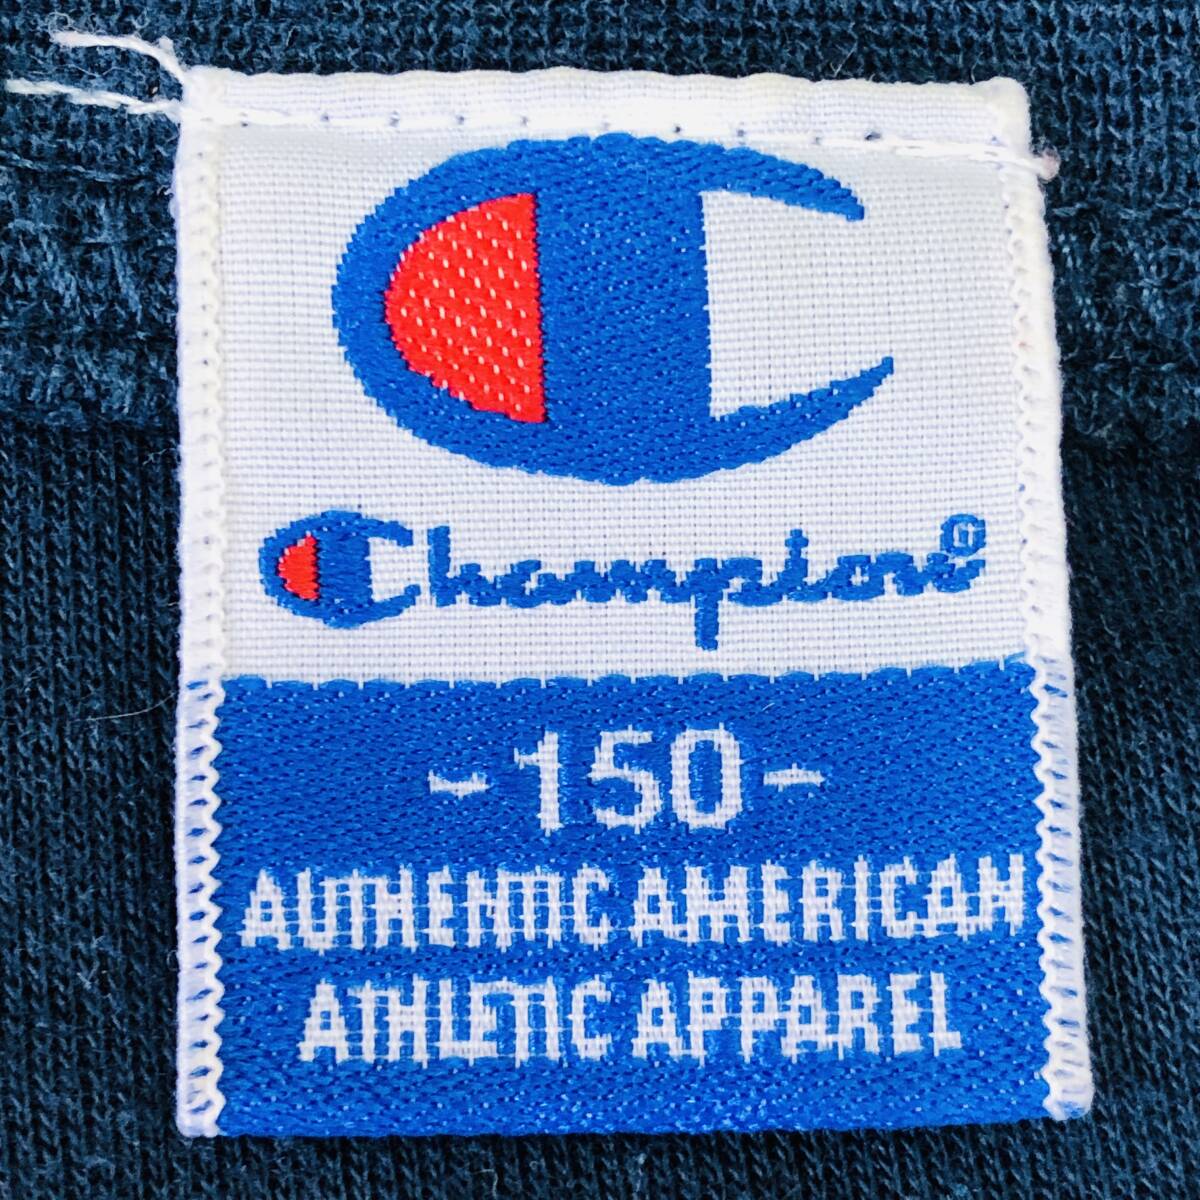 Champion®
-150-
AUTHENTIC AMERICAN
ATHLETIC APPAREL